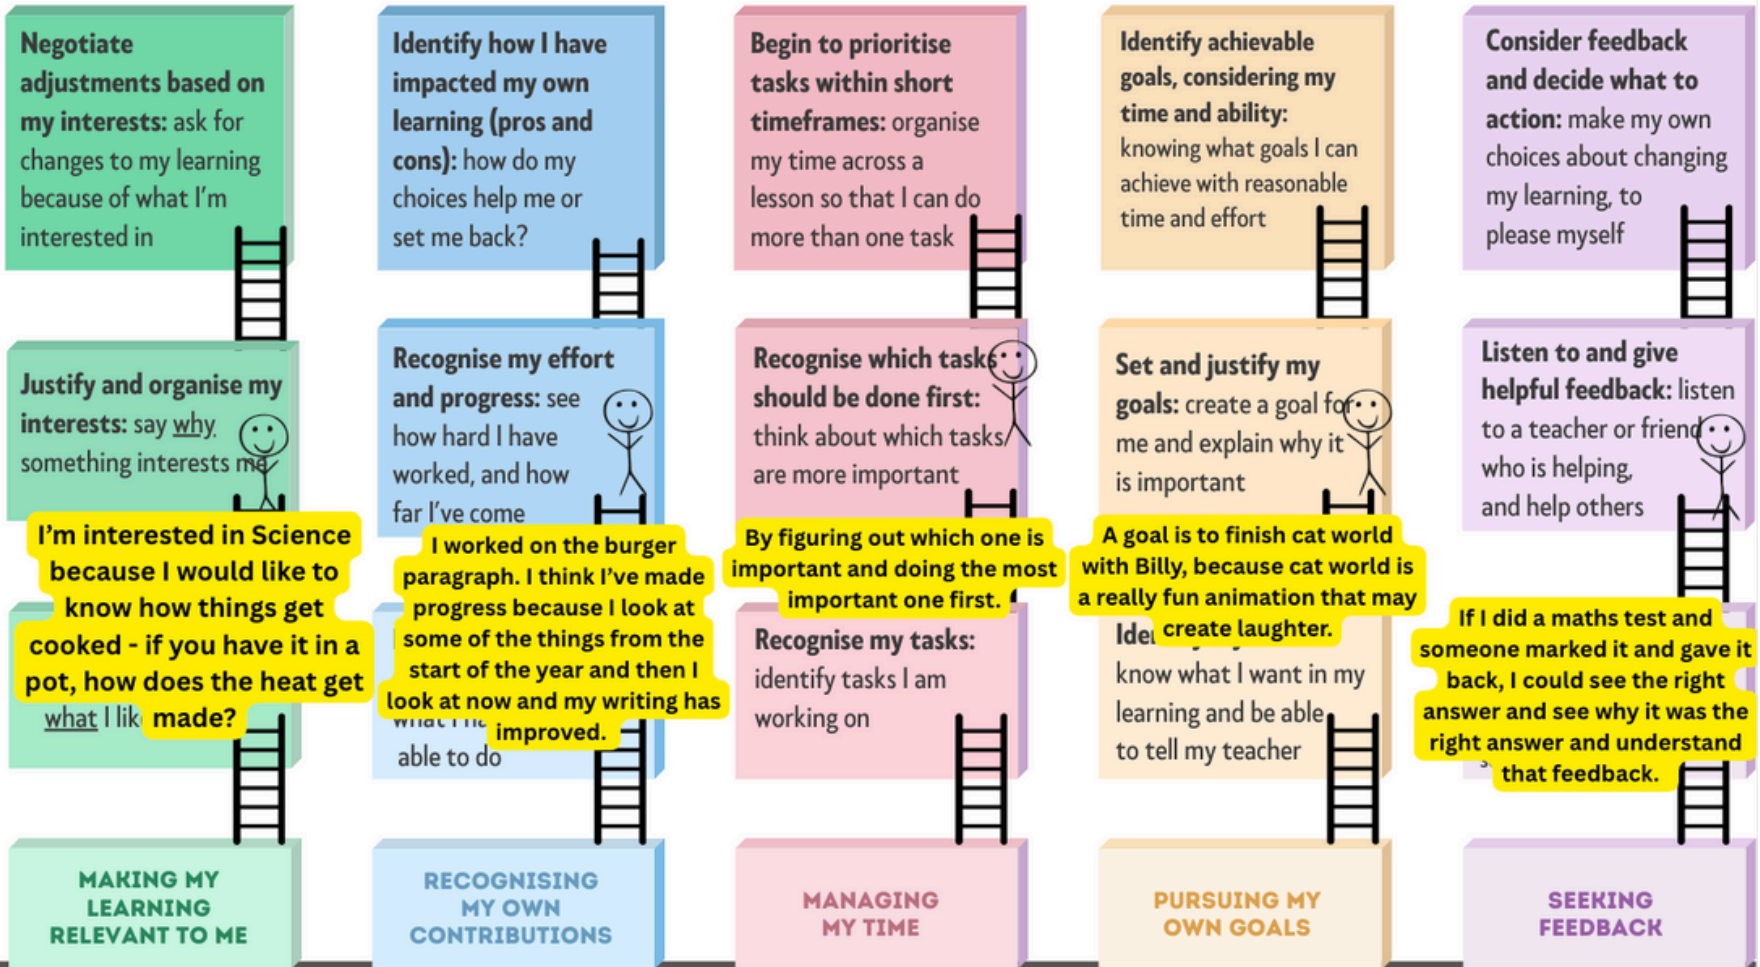 Negotiate
adjustments based on
my interests: ask for
changes to my learning
because of what I'm
interested in
Justify and organise my
interests: say why
something interests me
I'm interested in Science
because I would like to
know how things get
cooked - if you have it in a
pot, how does the heat get
made?
what I lik
MAKING MY
LEARNING
RELEVANT TO ME
Identify how I have
impacted my own
learning (pros and
cons): how do my
choices help me or
set me back?
Recognise my effort
and progress: see
how hard I have
worked, and how
far I've come
I worked on the burger
paragraph. I think I've made
progress because I look at
some of the things from the
start of the year and then I
look at now and my writing has
improved.
what I ha
able to do
RECOGNISING
MY OWN
CONTRIBUTIONS
Begin to prioritise
tasks within short
timeframes: organise
my time across a
lesson so that I can do
more than one task
Recognise which tasks
should be done first:
think about which tasks
are more important
By figuring out which one is
important and doing the most
important one first.
Recognise my tasks:
identify tasks I am
working on
MANAGING
MY TIME
Identify achievable
goals, considering my
time and ability:
knowing what goals I can
achieve with reasonable
time and effort
Set and justify my
goals: create a goal for
me and explain why it
is important
A goal is to finish cat world
with Billy, because cat world is
a really fun animation that may
create laughter.
know what I want in my
learning and be able
to tell my teacher
PURSUING MY
OWN GOALS
Consider feedback
and decide what to
action: make my own
choices about changing
my learning, to
please myself
Listen to and give
helpful feedback: listen
to a teacher or friend
who is helping,
and help others
If I did a maths test and
someone marked it and gave it
back, I could see the right
answer and see why it was the
right answer and understand
that feedback.
SEEKING
FEEDBACK